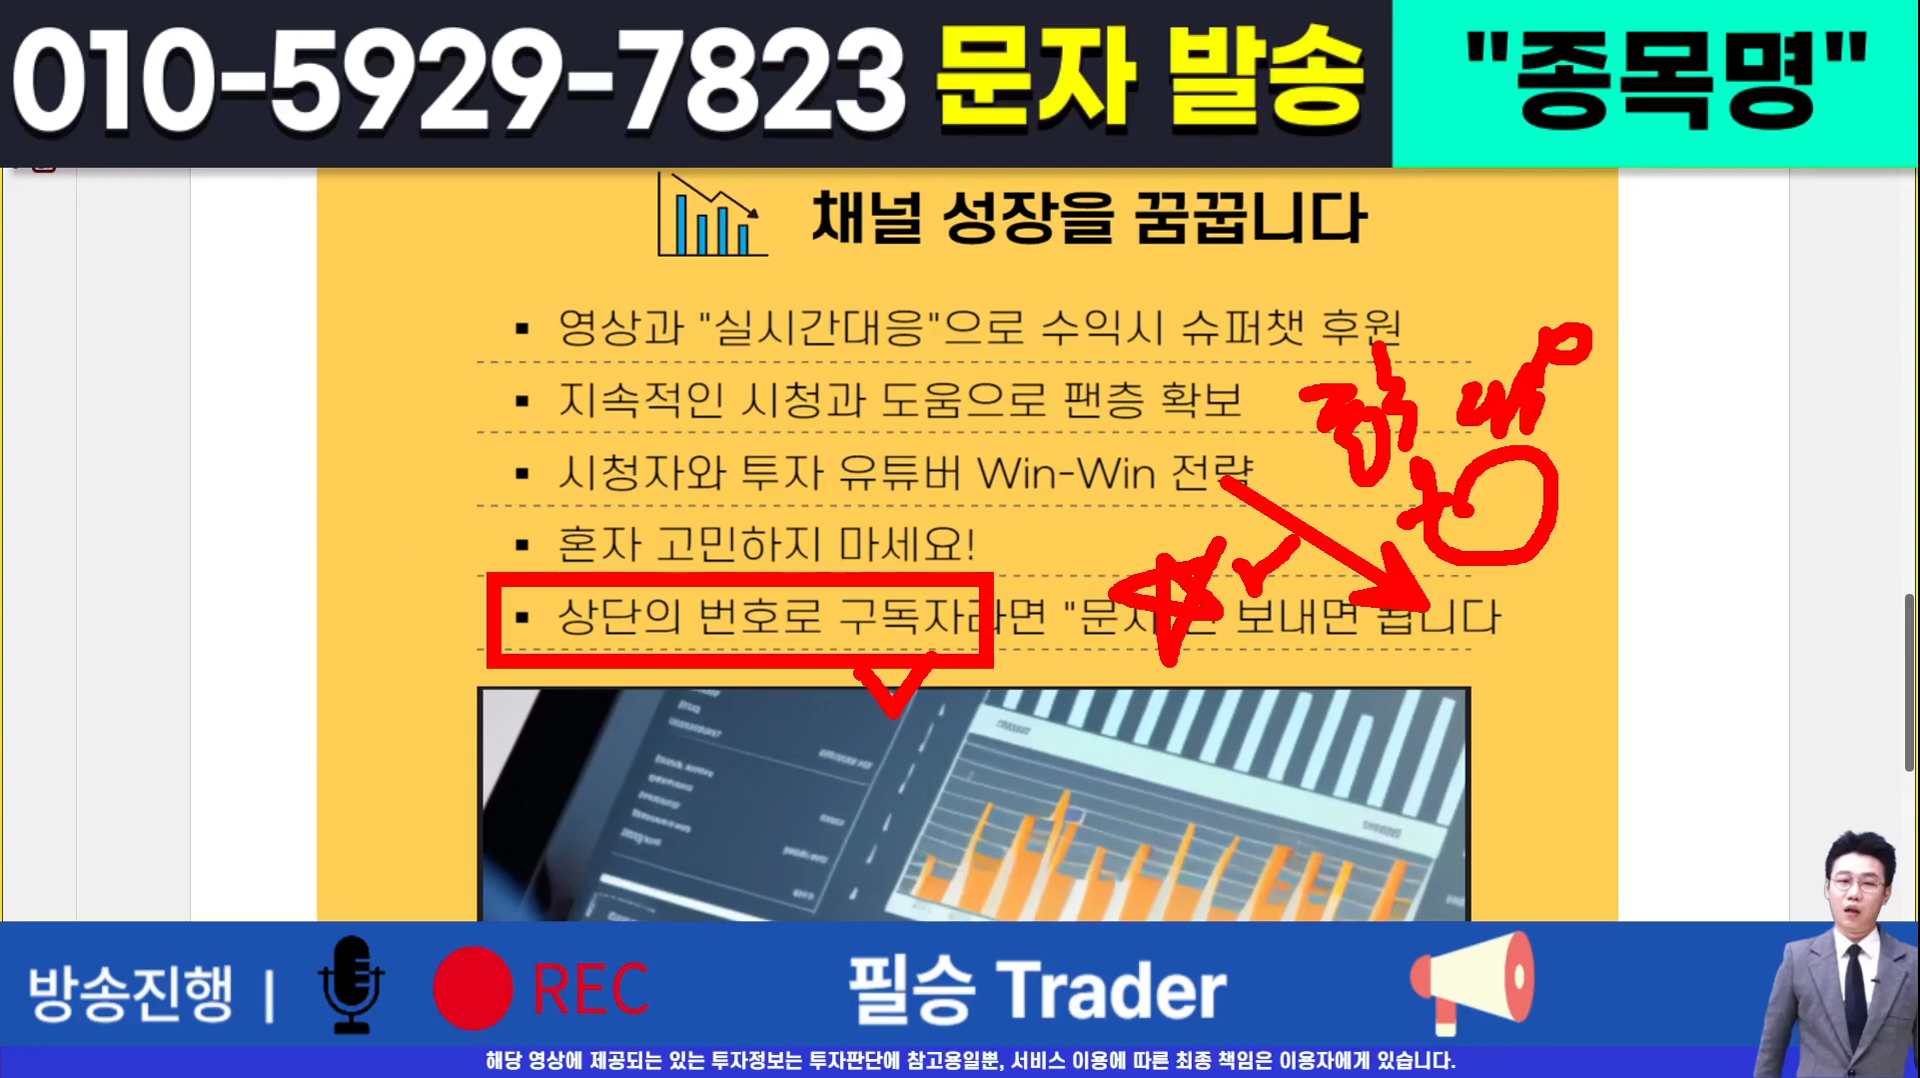 010-5929-7823 문자 발송 "종목명"
채널 성장을 꿈꿉니다
▪ 영상과 "실시간대응"으로 수익시 슈퍼챗 후원
▪ 지속적인 시청과 도움으로 팬층 확보
▪ 시청자와 투자 유튜버 Win-Win 전략
▪ 혼자 고민하지 마세요!
▪ 상단의 번호로 구독자라면 "문자" 보내면 됩니다
방송진행 | REC 필승 Trader
해당 영상에 제공되는 있는 투자정보는 투자판단에 참고용일뿐, 서비스 이용에 따른 최종 책임은 이용자에게 있습니다.